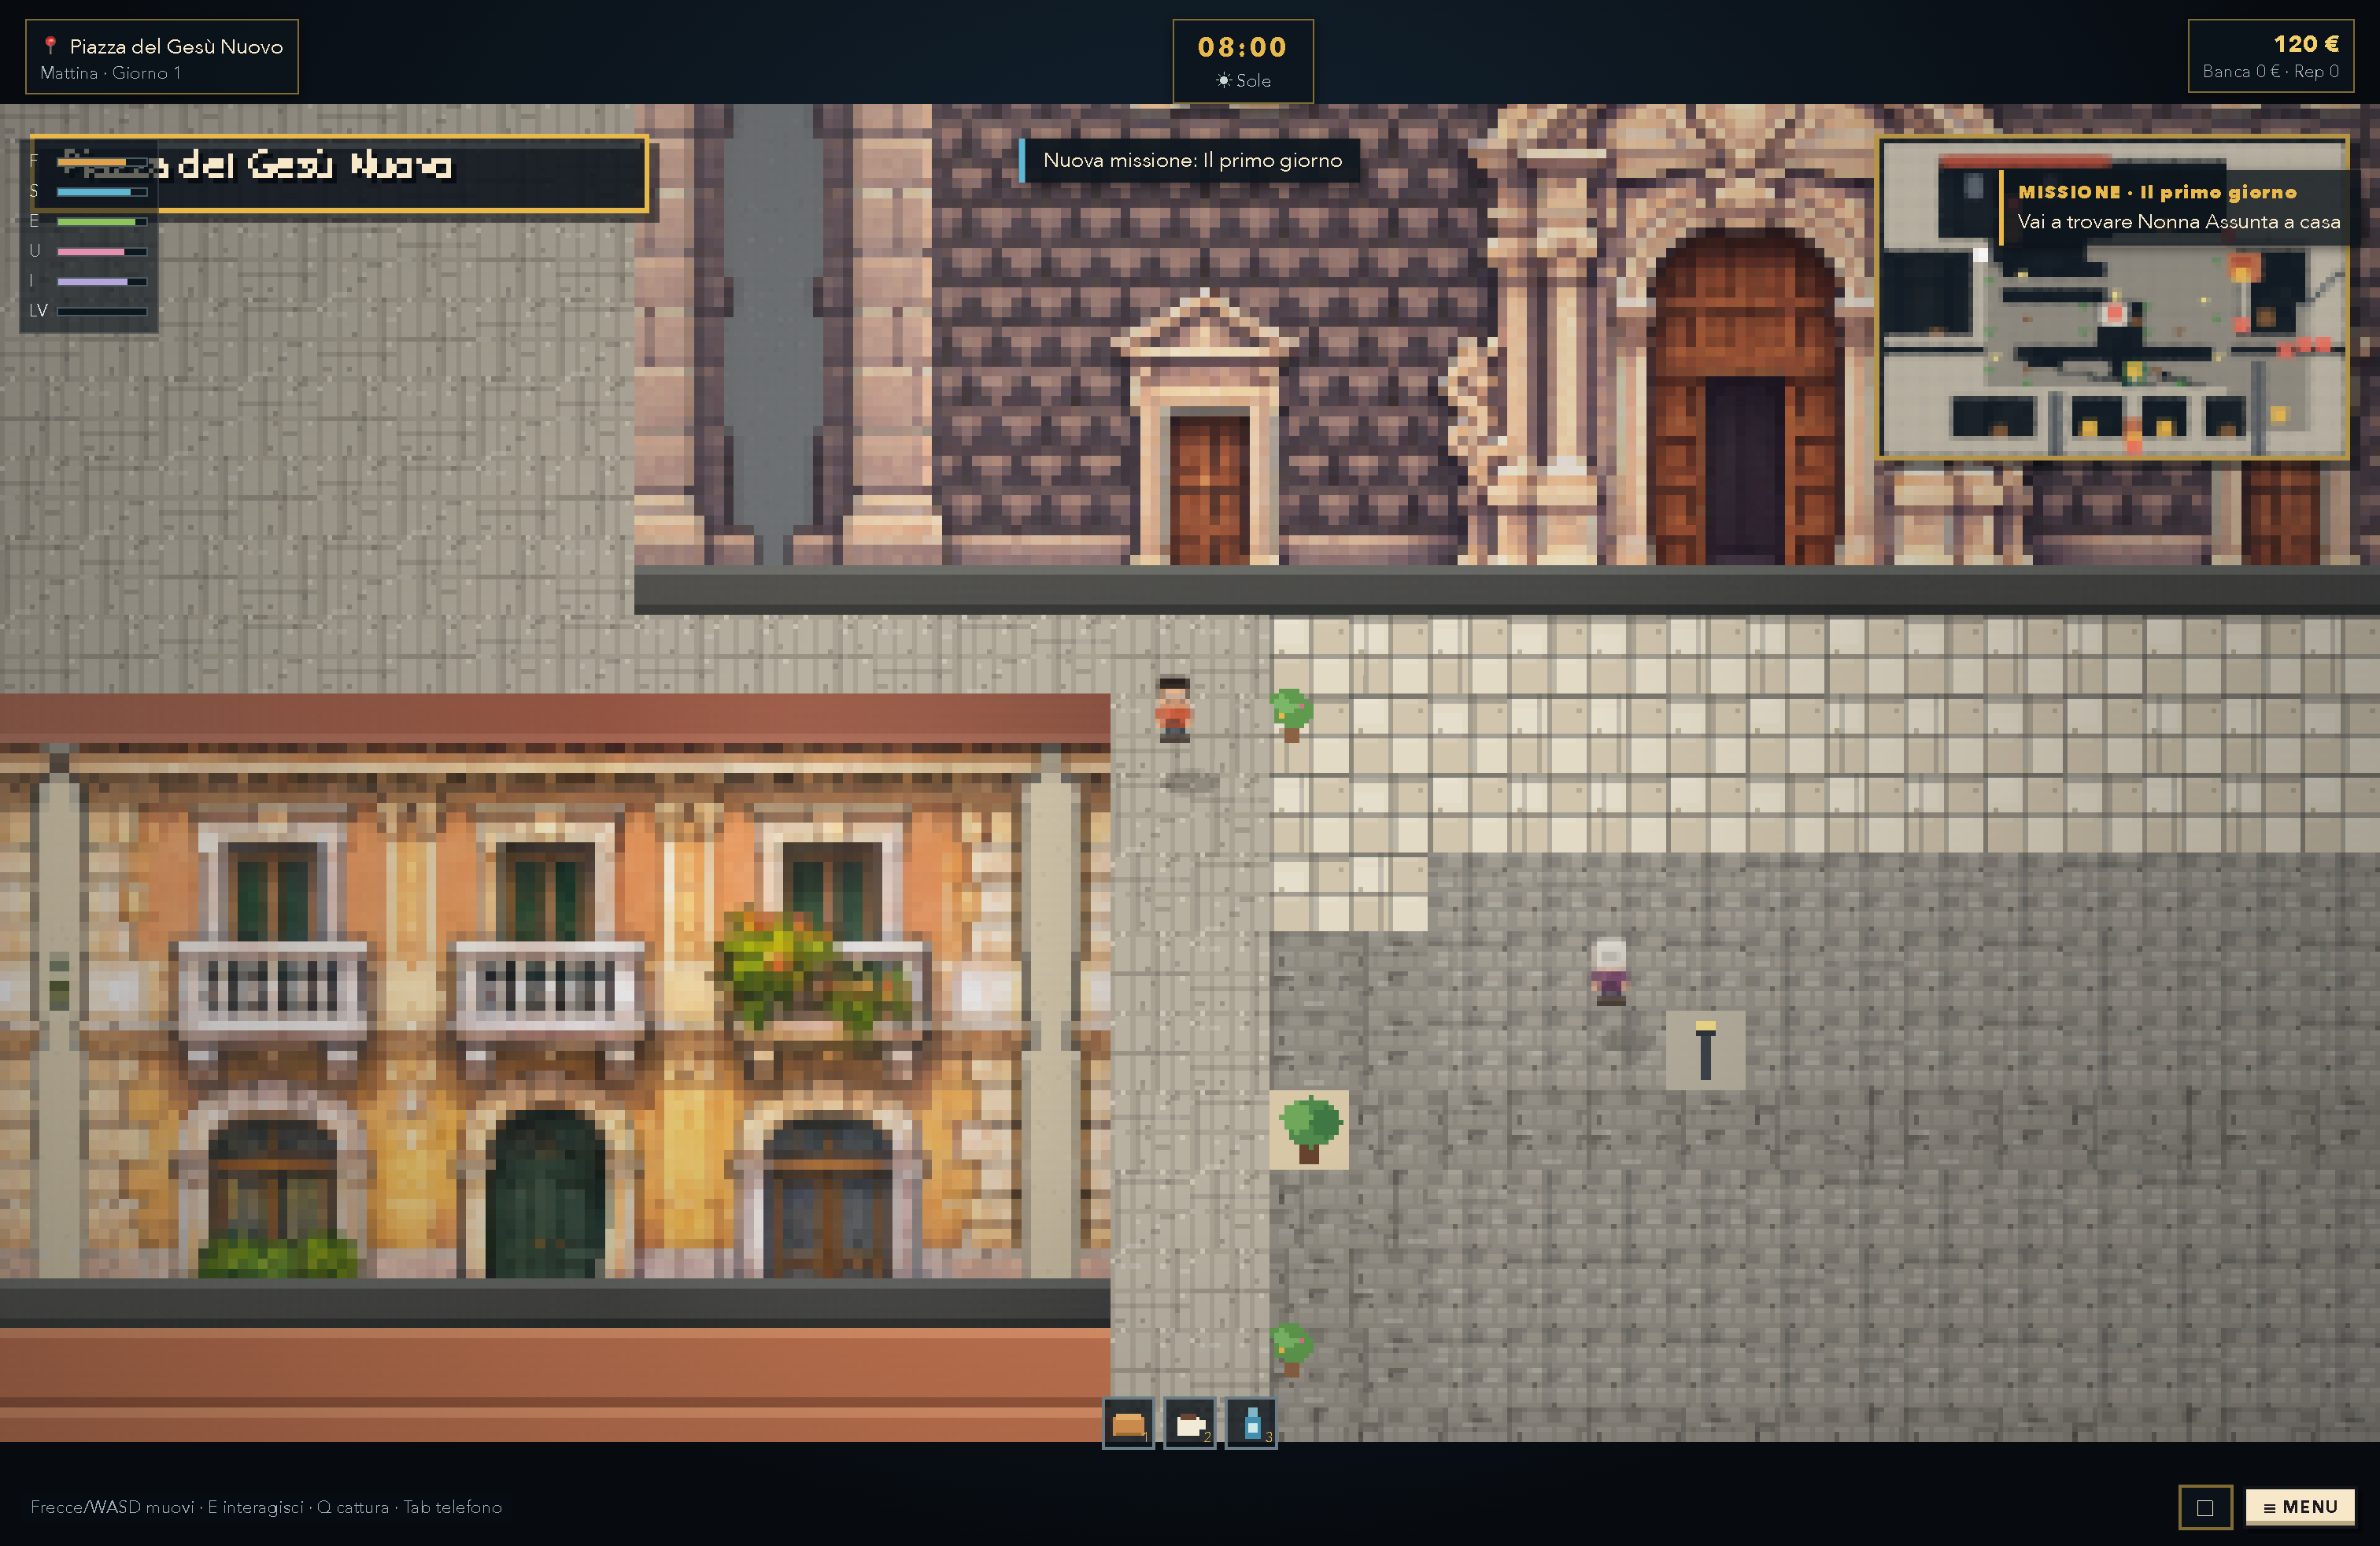 📍 Piazza del Gesù Nuovo
Mattina · Giorno 1
08:00
☀ Sole
120 €
Banca 0 € · Rep 0
del Gesù Nuovo
Nuova missione: Il primo giorno
MISSIONE · Il primo giorno
Vai a trovare Nonna Assunta a casa
F
S
E
U
I
LV
1
2
3
Frecce/WASD muovi · E interagisci · Q cattura · Tab telefono
≡ MENU